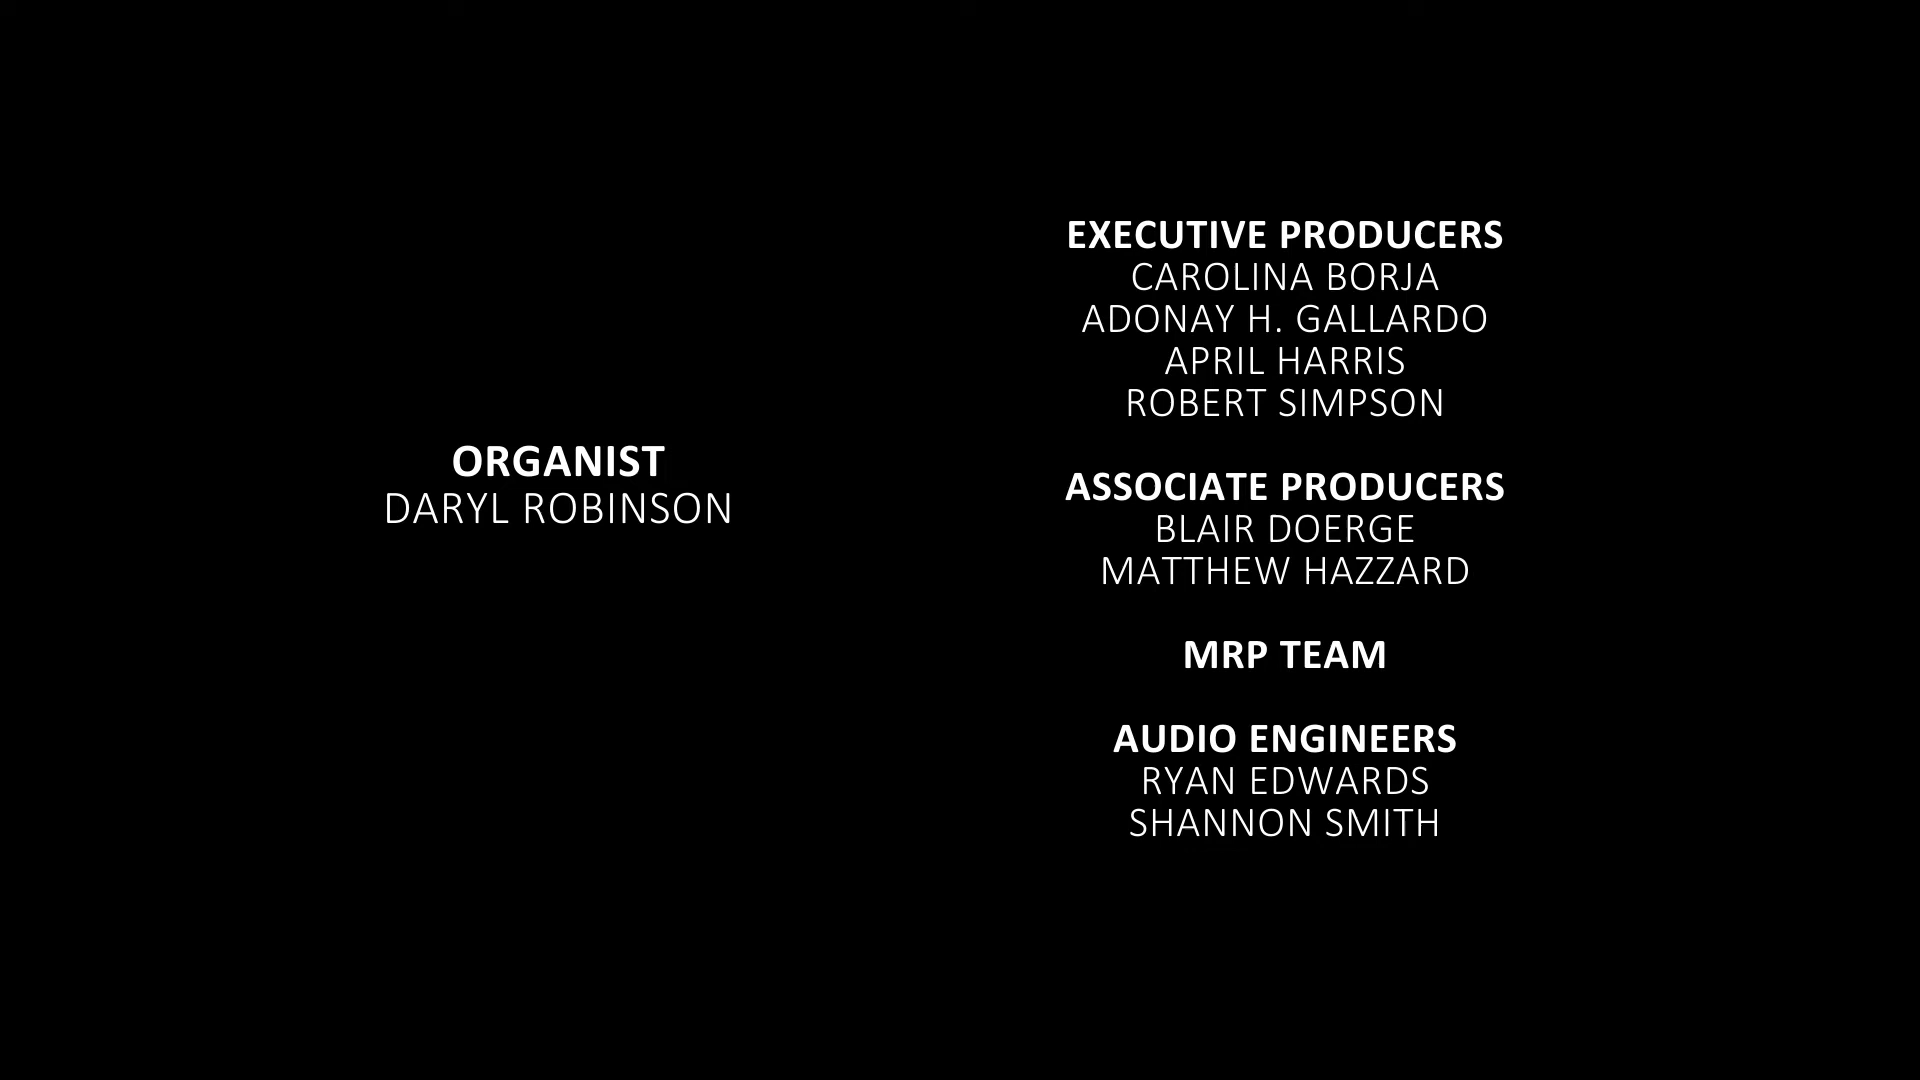 ORGANIST
DARYL ROBINSON
EXECUTIVE PRODUCERS
CAROLINA BORJA
ADONAY H. GALLARDO
APRIL HARRIS
ROBERT SIMPSON
ASSOCIATE PRODUCERS
BLAIR DOERGE
MATTHEW HAZZARD
MRP TEAM
AUDIO ENGINEERS
RYAN EDWARDS
SHANNON SMITH